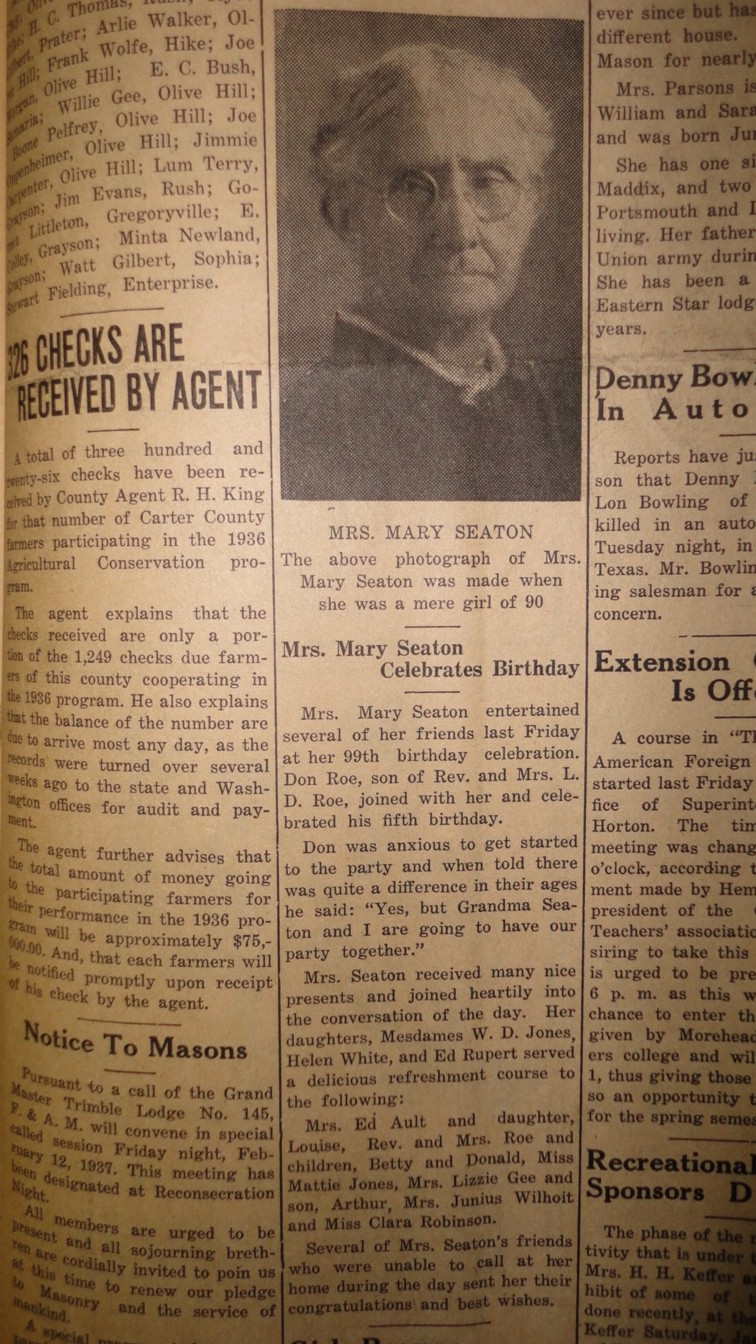 H. C. Thomas, Rush;
Prater; Arlie Walker, Ol-
Hill; Frank Wolfe, Hike; Joe
Olive Hill; E. C. Bush,
Willie Gee, Olive Hill;
Boone Pelfrey, Olive Hill; Joe
Olive Hill; Jimmie
Olive Hill; Lum Terry,
Jim Evans, Rush; Go-
Littleton, Gregoryville; E.
Grayson; Minta Newland,
Watt Gilbert, Sophia;
Stewart Fielding, Enterprise.
326 CHECKS ARE
RECEIVED BY AGENT
A total of three hundred and
twenty-six checks have been re-
ceived by County Agent R. H. King
for that number of Carter County
farmers participating in the 1936
Agricultural Conservation pro-
gram.
The agent explains that the
checks received are only a por-
tion of the 1,249 checks due farm-
ers of this county cooperating in
the 1936 program. He also explains
that the balance of the number are
due to arrive most any day, as the
records were turned over several
weeks ago to the state and Wash-
ington offices for audit and pay-
ment.
The agent further advises that
the total amount of money going
to the participating farmers for
their performance in the 1936 pro-
gram will be approximately $75,-
000.00. And, that each farmers will
be notified promptly upon receipt
of his check by the agent.
Notice To Masons
Pursuant to a call of the Grand
Master Trimble Lodge No. 145,
F. & A. M. will convene in special
called session Friday night, Feb-
ruary 12, 1937. This meeting has
been designated at Reconsecration
Night.
All members are urged to be
present and all sojourning breth-
ren are cordially invited to poin us
at this time to renew our pledge
to Masonry and the service of
mankind.
A special
MRS. MARY SEATON
The above photograph of Mrs.
Mary Seaton was made when
she was a mere girl of 90
Mrs. Mary Seaton
Celebrates Birthday
Mrs. Mary Seaton entertained
several of her friends last Friday
at her 99th birthday celebration.
Don Roe, son of Rev. and Mrs. L.
D. Roe, joined with her and cele-
brated his fifth birthday.
Don was anxious to get started
to the party and when told there
was quite a difference in their ages
he said: "Yes, but Grandma Sea-
ton and I are going to have our
party together."
Mrs. Seaton received many nice
presents and joined heartily into
the conversation of the day. Her
daughters, Mesdames W. D. Jones,
Helen White, and Ed Rupert served
a delicious refreshment course to
the following:
Mrs. Ed Ault and daughter,
Louise, Rev. and Mrs. Roe and
children, Betty and Donald, Miss
Mattie Jones, Mrs. Lizzie Gee and
son, Arthur, Mrs. Junius Wilhoit
and Miss Clara Robinson.
Several of Mrs. Seaton's friends
who were unable to call at her
home during the day sent her their
congratulations and best wishes.
ever since but has
different house.
Mason for nearly
Mrs. Parsons is
William and Sara
and was born Ju
She has one si
Maddix, and two
Portsmouth and I
living. Her father
Union army durin
She has been a
Eastern Star lodg
years.
Denny Bow
In Auto
Reports have ju
son that Denny
Lon Bowling of
killed in an auto
Tuesday night, in
Texas. Mr. Bowlin
ing salesman for a
concern.
Extension
Is Off
A course in "Th
American Foreign
started last Friday
fice of Superint
Horton. The tim
meeting was chang
o'clock, according t
ment made by Hem
president of the
Teachers' associatio
siring to take this
is urged to be pre
6 p. m. as this w
chance to enter th
given by Morehead
ers college and wil
1, thus giving those
so an opportunity t
for the spring semes
Recreational
Sponsors D
The phase of the r
tivity that is under t
Mrs. H. H. Keffer a
hibit of some of t
done recently, at the
Keffer Saturday,